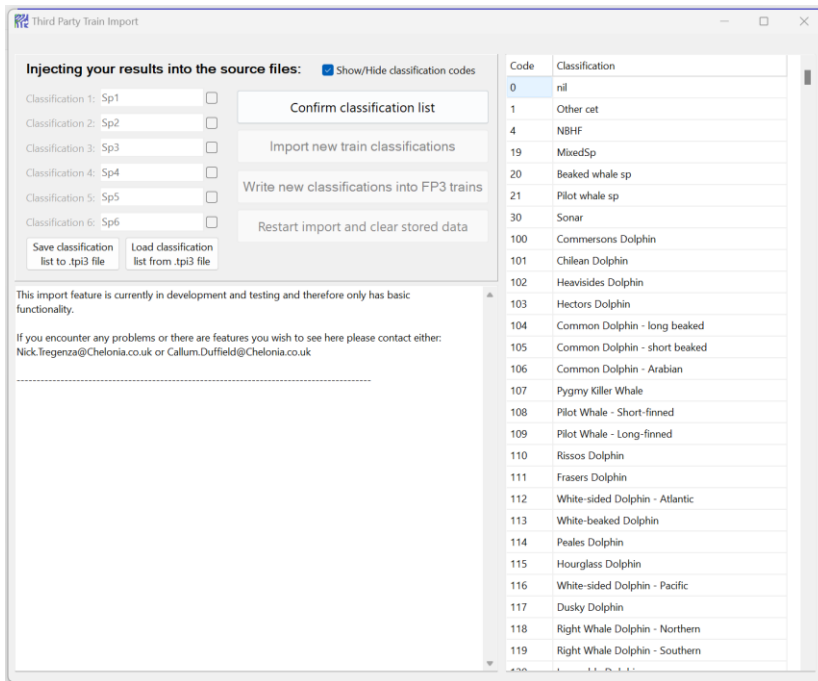 Third Party Train Import
Injecting your results into the source files:
Show/Hide classification codes
Classification 1: Sp1
Classification 2: Sp2
Classification 3: Sp3
Classification 4: Sp4
Classification 5: Sp5
Classification 6: Sp6
Save classification
list to .tpi3 file
Load classification
list from .tpi3 file
Confirm classification list
Import new train classifications
Write new classifications into FP3 trains
Restart import and clear stored data
This import feature is currently in development and testing and therefore only has basic
functionality.
If you encounter any problems or there are features you wish to see here please contact either:
Nick.Tregenza@Chelonia.co.uk or Callum.Duffield@Chelonia.co.uk
----------------------------------------------------------------------------------------
Code Classification
0 nil
1 Other cet
4 NBHF
19 MixedSp
20 Beaked whale sp
21 Pilot whale sp
30 Sonar
100 Commersons Dolphin
101 Chilean Dolphin
102 Heavisides Dolphin
103 Hectors Dolphin
104 Common Dolphin - long beaked
105 Common Dolphin - short beaked
106 Common Dolphin - Arabian
107 Pygmy Killer Whale
108 Pilot Whale - Short-finned
109 Pilot Whale - Long-finned
110 Rissos Dolphin
111 Frasers Dolphin
112 White-sided Dolphin - Atlantic
113 White-beaked Dolphin
114 Peales Dolphin
115 Hourglass Dolphin
116 White-sided Dolphin - Pacific
117 Dusky Dolphin
118 Right Whale Dolphin - Northern
119 Right Whale Dolphin - Southern